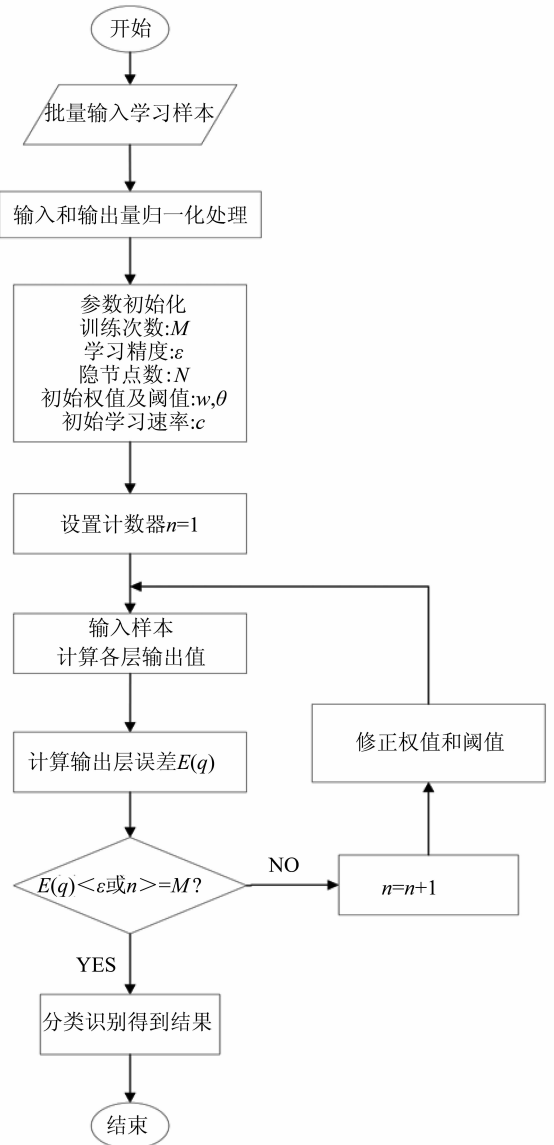 开始
批量输入学习样本
输入和输出量归一化处理
参数初始化
训练次数:M
学习精度:ε
隐节点数:N
初始权值及阈值:w,θ
初始学习速率:c
设置计数器n=1
输入样本
计算各层输出值
计算输出层误差E(q)
修正权值和阈值
E(q)<ε或n>=M?
NO
n=n+1
YES
分类识别得到结果
结束